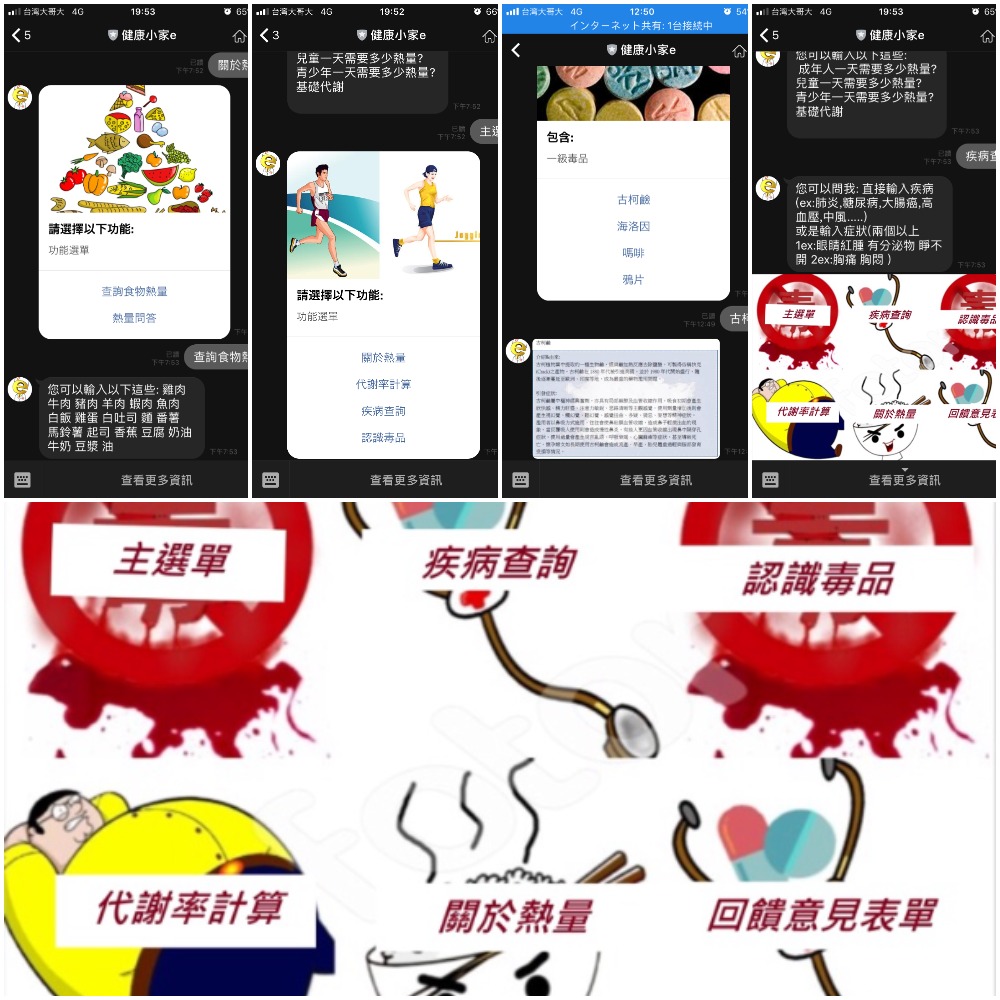 台湾大哥大 4G 19:53 65
5 健康小家e
已讀
下午7:52
關於熱
請選擇以下功能:
功能選單
查詢食物熱量
熱量問答
下午
已讀
下午7:53
查詢食物熱
您可以輸入以下這些: 雞肉
牛肉 豬肉 羊肉 蝦肉 魚肉
白飯 雞蛋 白吐司 麵 番薯
馬鈴薯 起司 香蕉 豆腐 奶油
牛奶 豆漿 油
下午7:53
查看更多資訊
台湾大哥大 4G 19:52 66
3 健康小家e
兒童一天需要多少熱量?
青少年一天需要多少熱量?
基礎代謝
下午7:52
已讀
下午7:52
主選
請選擇以下功能:
功能選單
關於熱量
代謝率計算
疾病查詢
認識毒品
下午
查看更多資訊
台湾大哥大 4G 12:50 54
インターネット共有: 1台接続中
健康小家e
包含:
一級毒品
古柯鹼
海洛因
嗎啡
鴉片
下午
已讀
下午12:49
古柯
古柯鹼
下午12
查看更多資訊
台湾大哥大 4G 19:53 65
5 健康小家e
您可以輸入以下這些:
成年人一天需要多少熱量?
兒童一天需要多少熱量?
青少年一天需要多少熱量?
基礎代謝
下午7:53
已讀
下午7:53
疾病查
您可以問我: 直接輸入疾病
(ex:肺炎,糖尿病,大腸癌,高
血壓,中風.....)
或是輸入症狀(兩個以上
1ex:眼睛紅腫 有分泌物 睜不
開 2ex:胸痛 胸悶 )
下午7:53
主選單
疾病查詢
認識毒品
代謝率計算
關於熱量
回饋意見
查看更多資訊
主選單
疾病查詢
認識毒品
代謝率計算
關於熱量
回饋意見表單
fotor